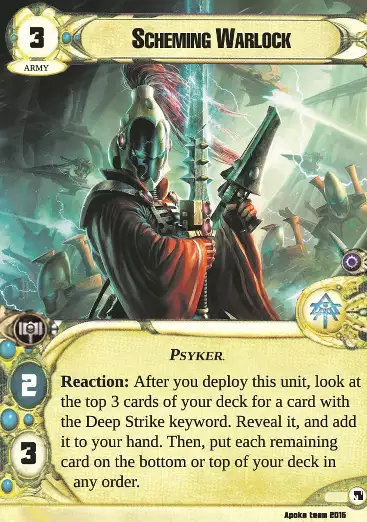 3
Scheming Warlock
ARMY
Psyker.
2
Reaction: After you deploy this unit, look at
the top 3 cards of your deck for a card with
the Deep Strike keyword. Reveal it, and add
it to your hand. Then, put each remaining
3
card on the bottom or top of your deck in
any order.
Apoka team 2016